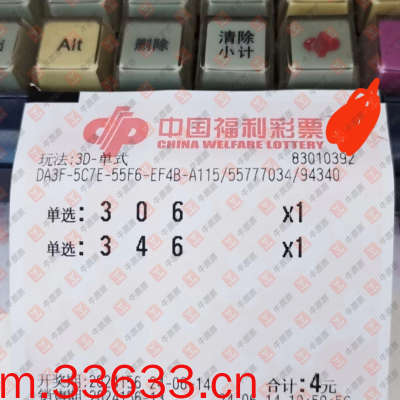 Alt
删除
清除
小计
中国福利彩票
CHINA WELFARE LOTTERY
玩法:3D-单式 83010392
DA3F-5C7E-55F6-EF4B-A115/55777034/94340
单选: 3 0 6 x1
单选: 3 4 6 x1
合计:4元
m.33633.cn